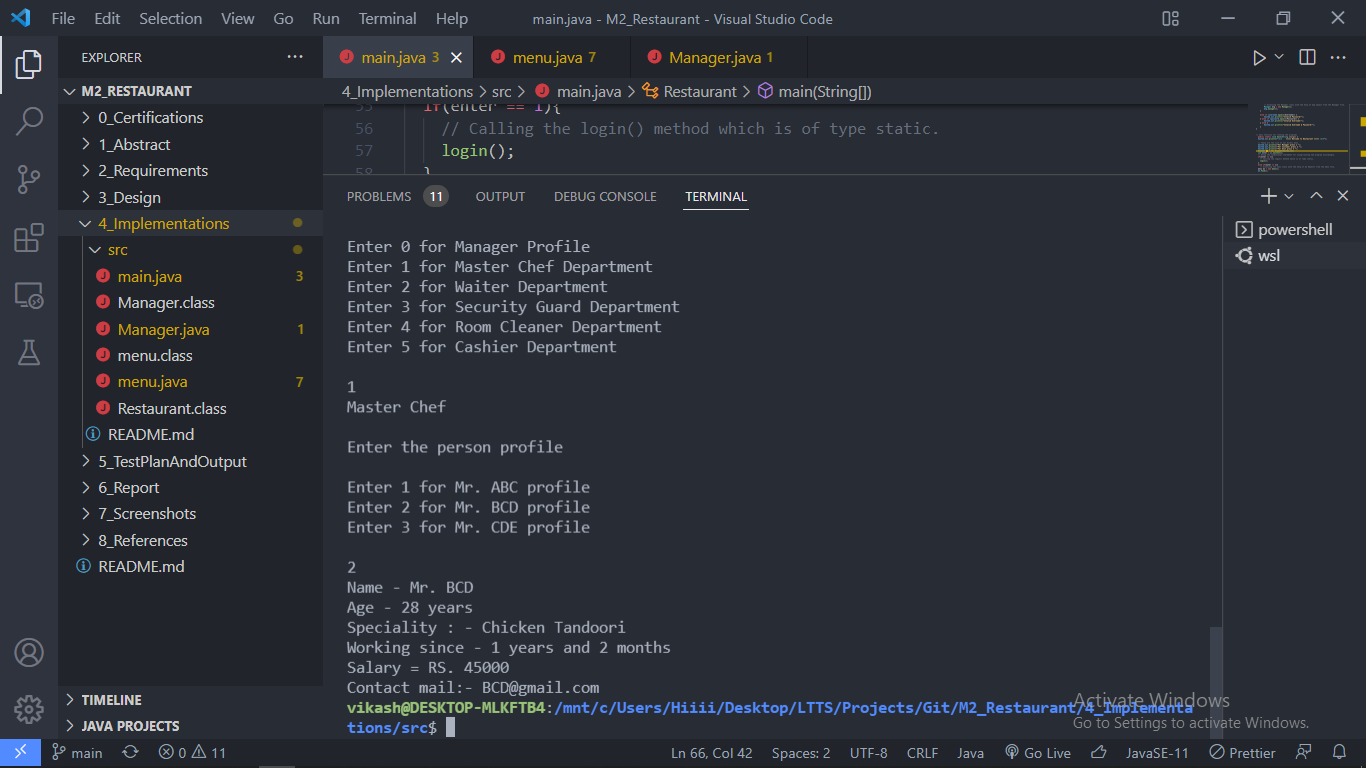 File Edit Selection View Go Run Terminal Help main.java - M2_Restaurant - Visual Studio Code
EXPLORER
M2_RESTAURANT
0_Certifications
1_Abstract
2_Requirements
3_Design
4_Implementations
src
main.java 3
Manager.class
Manager.java 1
menu.class
menu.java 7
Restaurant.class
README.md
5_TestPlanAndOutput
6_Report
7_Screenshots
8_References
README.md
TIMELINE
JAVA PROJECTS
main.java 3 menu.java 7 Manager.java 1
4_Implementations > src > main.java > Restaurant > main(String[])
55 if(enter == 1){
56 // Calling the login() method which is of type static.
57 login();
58 }
PROBLEMS 11 OUTPUT DEBUG CONSOLE TERMINAL
Enter 0 for Manager Profile
Enter 1 for Master Chef Department
Enter 2 for Waiter Department
Enter 3 for Security Guard Department
Enter 4 for Room Cleaner Department
Enter 5 for Cashier Department
1
Master Chef
Enter the person profile
Enter 1 for Mr. ABC profile
Enter 2 for Mr. BCD profile
Enter 3 for Mr. CDE profile
2
Name - Mr. BCD
Age - 28 years
Speciality : - Chicken Tandoori
Working since - 1 years and 2 months
Salary = RS. 45000
Contact mail:- BCD@gmail.com
vikash@DESKTOP-MLKFTB4:/mnt/c/Users/Hiiii/Desktop/LTTS/Projects/Git/M2_Restaurant/4_Implementa
tions/src$
powershell
wsl
Activate Windows
Go to Settings to activate Windows.
main 0 11 Ln 66, Col 42 Spaces: 2 UTF-8 CRLF Java Go Live JavaSE-11 Prettier